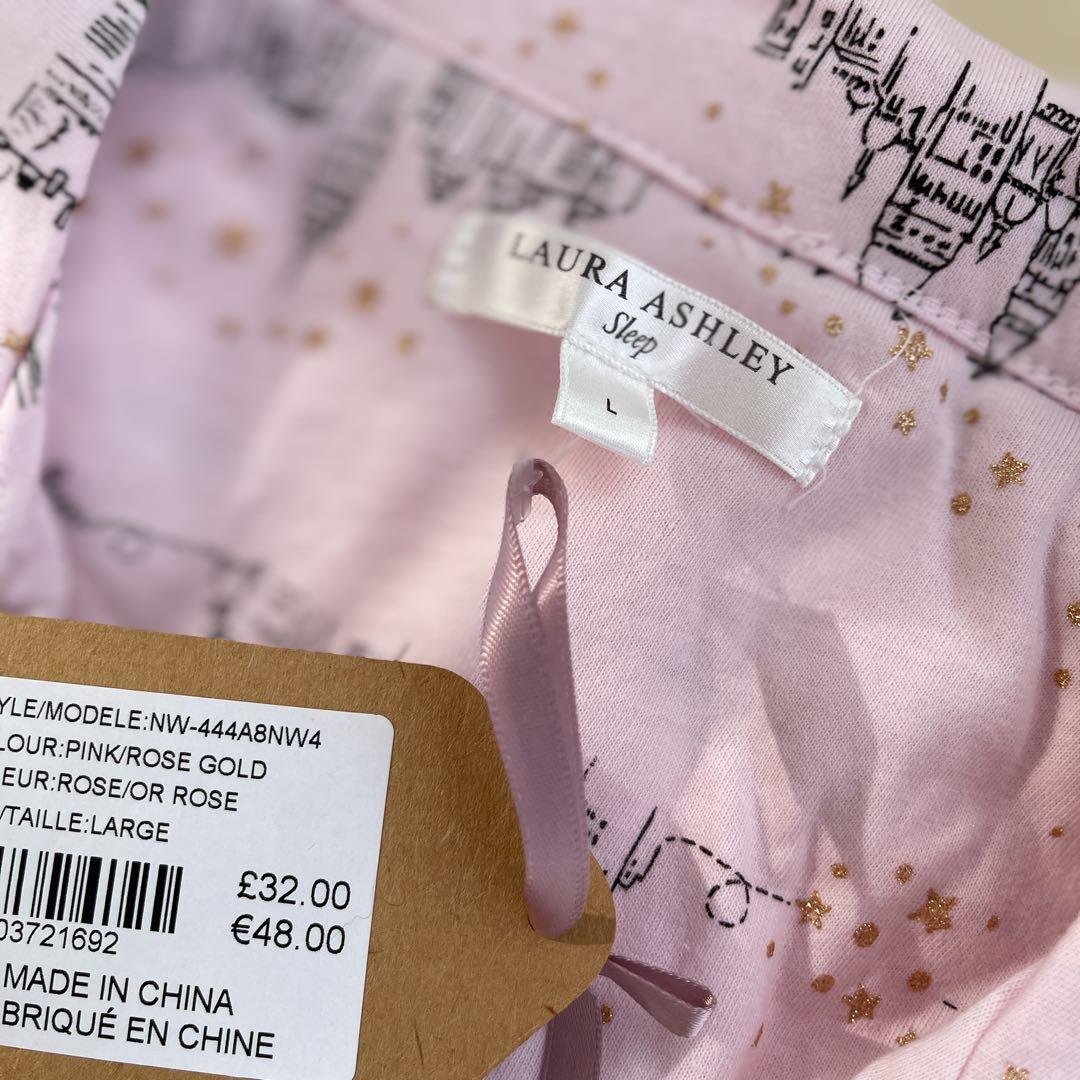 LAURA ASHLEY
Sleep
L
YLE/MODELE:NW-444A8NW4
LOUR:PINK/ROSE GOLD
EUR:ROSE/OR ROSE
/TAILLE:LARGE
£32.00
€48.00
03721692
MADE IN CHINA
BRIQUÉ EN CHINE